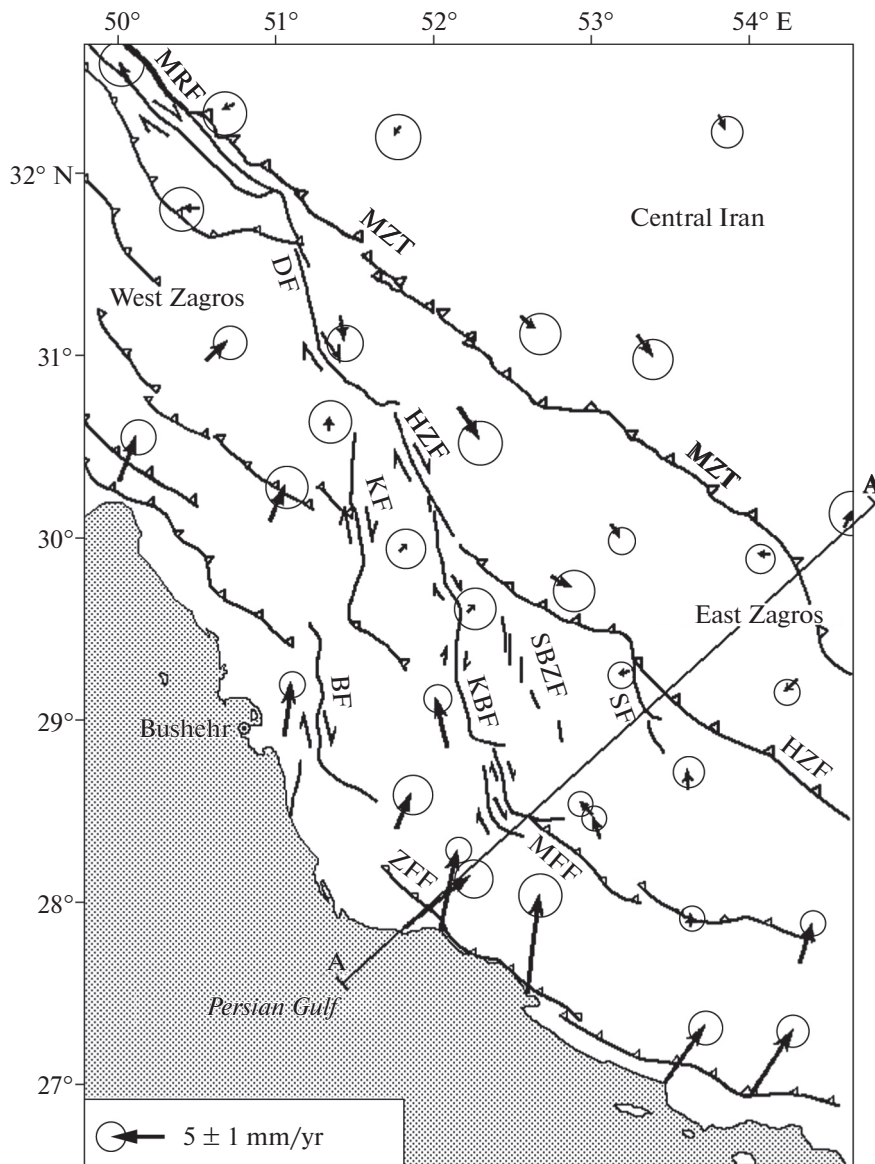 50° 51° 52° 53° 54° E
MRF
32° N
MZT
Central Iran
DF
West Zagros
31°
HZF
MZT
KF
A
30°
East Zagros
SBZF
BF
KBF
SF
29°
Bushehr
HZF
MFF
ZFF
28°
A
Persian Gulf
27°
5 ± 1 mm/yr